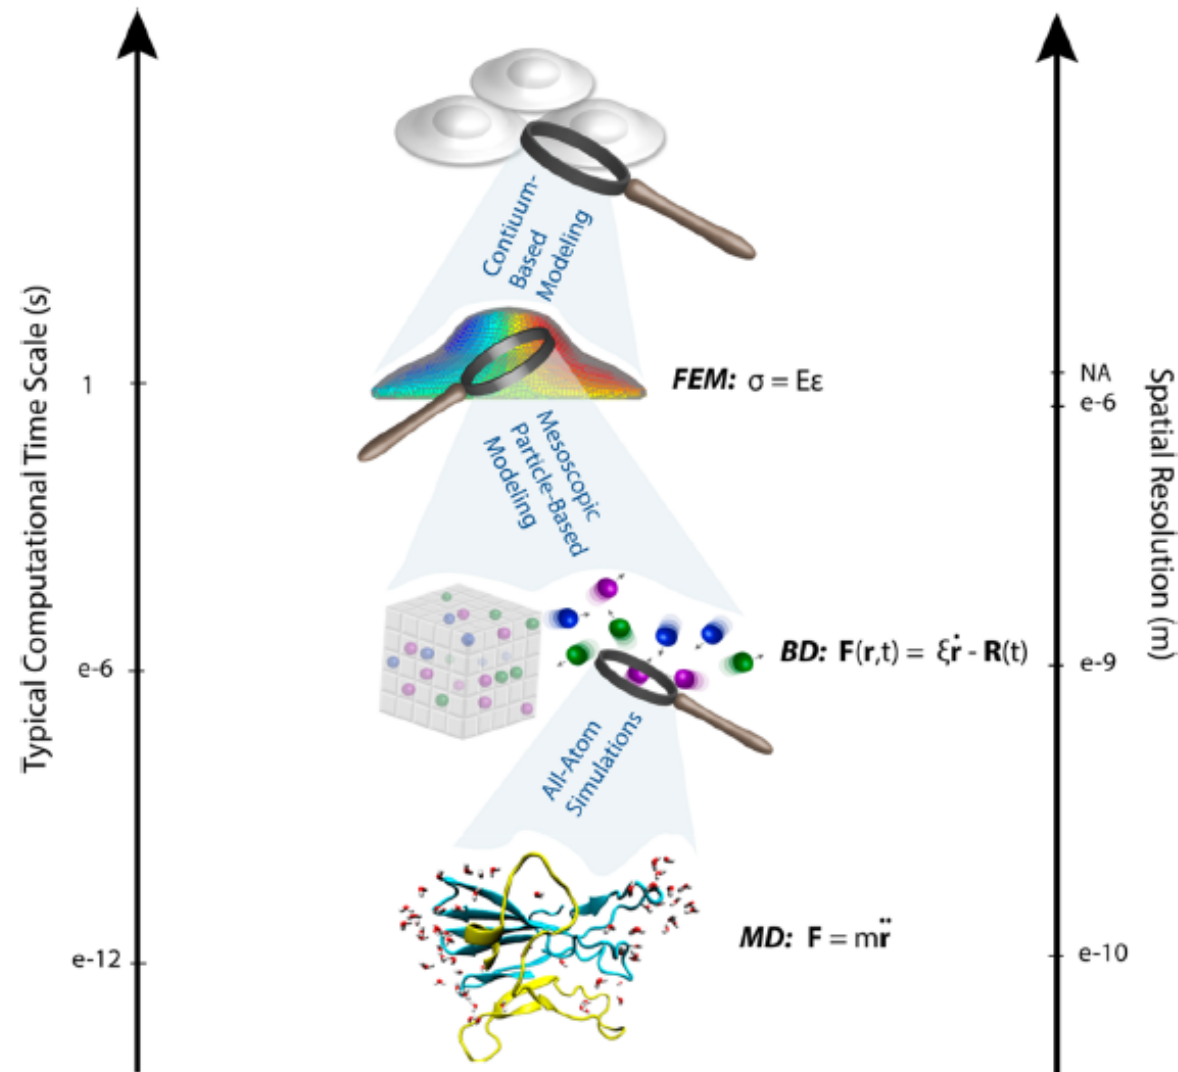 Typical Computational Time Scale (s)
1
e-6
e-12
Contiuum-
Based
Modeling
FEM: σ = Eε
NA
e-6
Spatial Resolution (m)
Mesoscopic
Particle-Based
Modeling
BD: F(r,t) = ξṙ - R(t)
e-9
All-Atom
Simulations
MD: F = mr̈
e-10